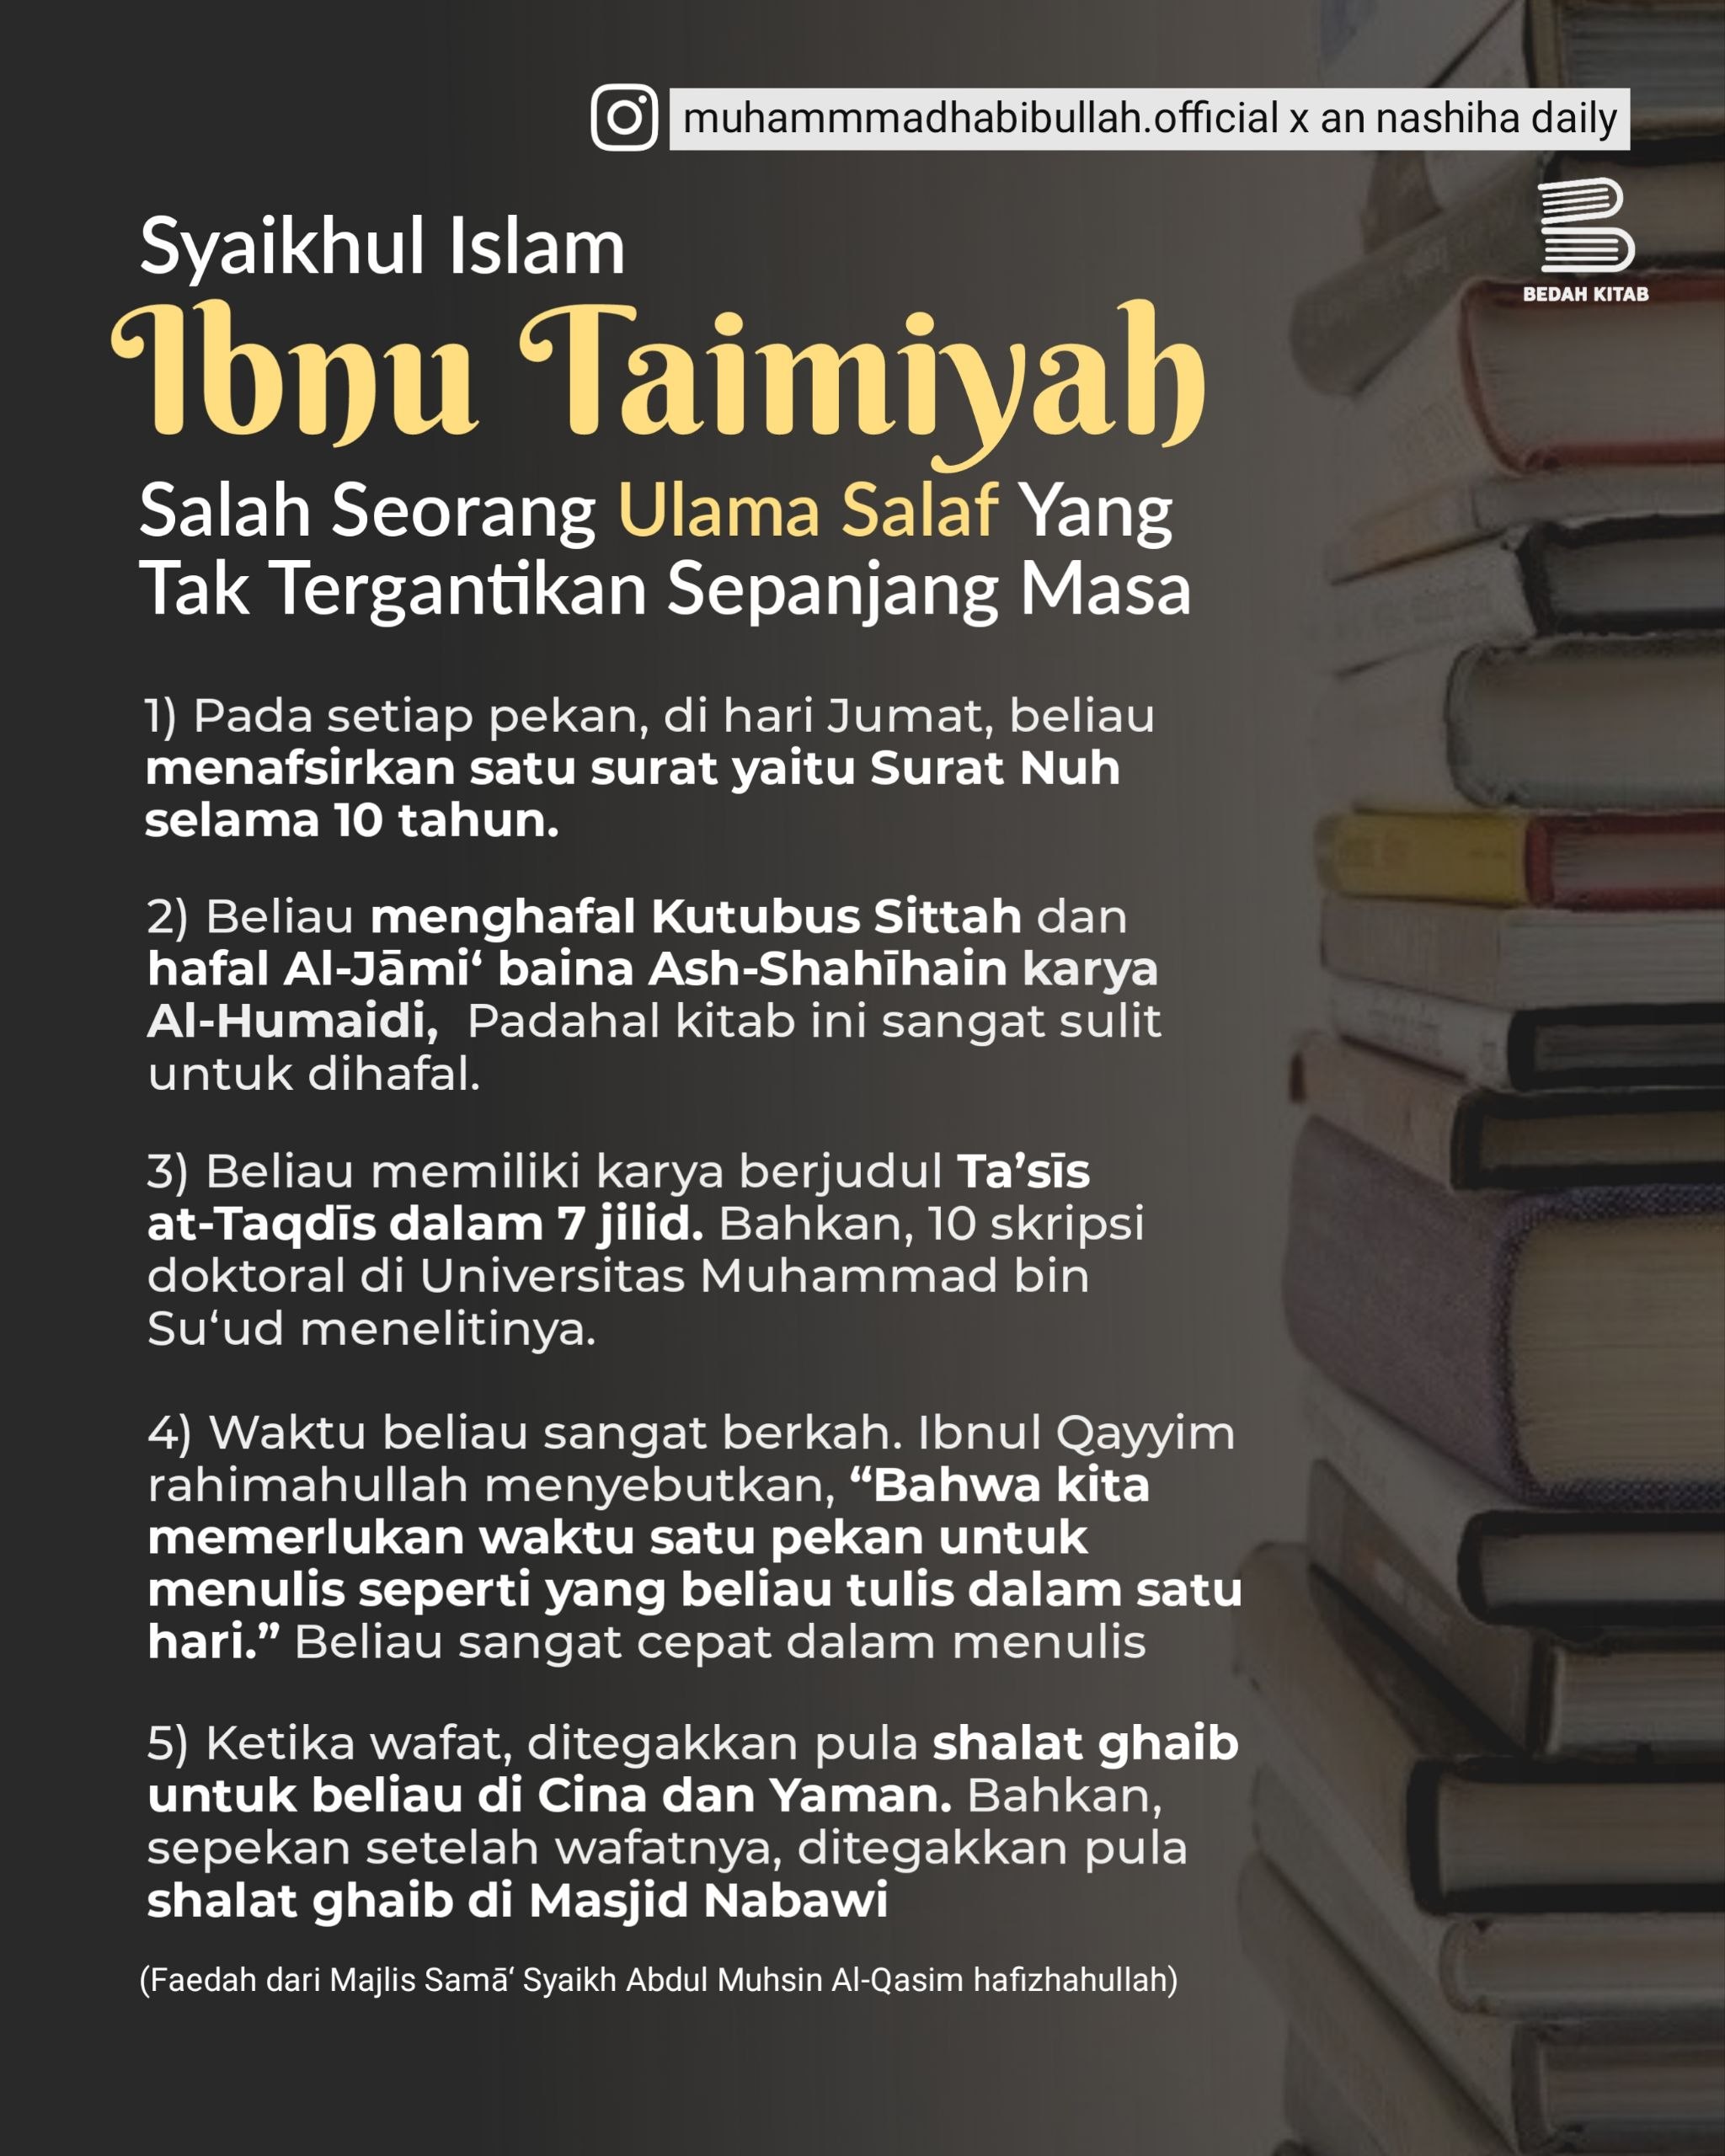 muhammmadhabibullah.official x an nashiha daily
BEDAH KITAB
Syaikhul Islam
Ibnu Taimiyah
Salah Seorang Ulama Salaf Yang
Tak Tergantikan Sepanjang Masa
1) Pada setiap pekan, di hari Jumat, beliau
menafsirkan satu surat yaitu Surat Nuh
selama 10 tahun.
2) Beliau menghafal Kutubus Sittah dan
hafal Al-Jāmi‘ baina Ash-Shahīhain karya
Al-Humaidi,  Padahal kitab ini sangat sulit
untuk dihafal.
3) Beliau memiliki karya berjudul Ta’sīs
at-Taqdīs dalam 7 jilid. Bahkan, 10 skripsi
doktoral di Universitas Muhammad bin
Su‘ud menelitinya.
4) Waktu beliau sangat berkah. Ibnul Qayyim
rahimahullah menyebutkan, “Bahwa kita
memerlukan waktu satu pekan untuk
menulis seperti yang beliau tulis dalam satu
hari.” Beliau sangat cepat dalam menulis
5) Ketika wafat, ditegakkan pula shalat ghaib
untuk beliau di Cina dan Yaman. Bahkan,
sepekan setelah wafatnya, ditegakkan pula
shalat ghaib di Masjid Nabawi
(Faedah dari Majlis Samā‘ Syaikh Abdul Muhsin Al-Qasim hafizhahullah)